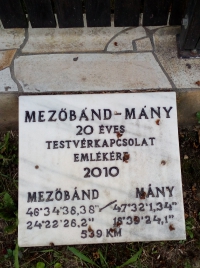 MEZŐBÁND-MÁNY
20 ÉVES
TESTVÉRKAPCSOLAT
EMLÉKÉRE
2010
MEZŐBÁND MÁNY
46°34'38,38" 47°32'1,34"
24°22'26,2" 18°39'24,1"
539 KM